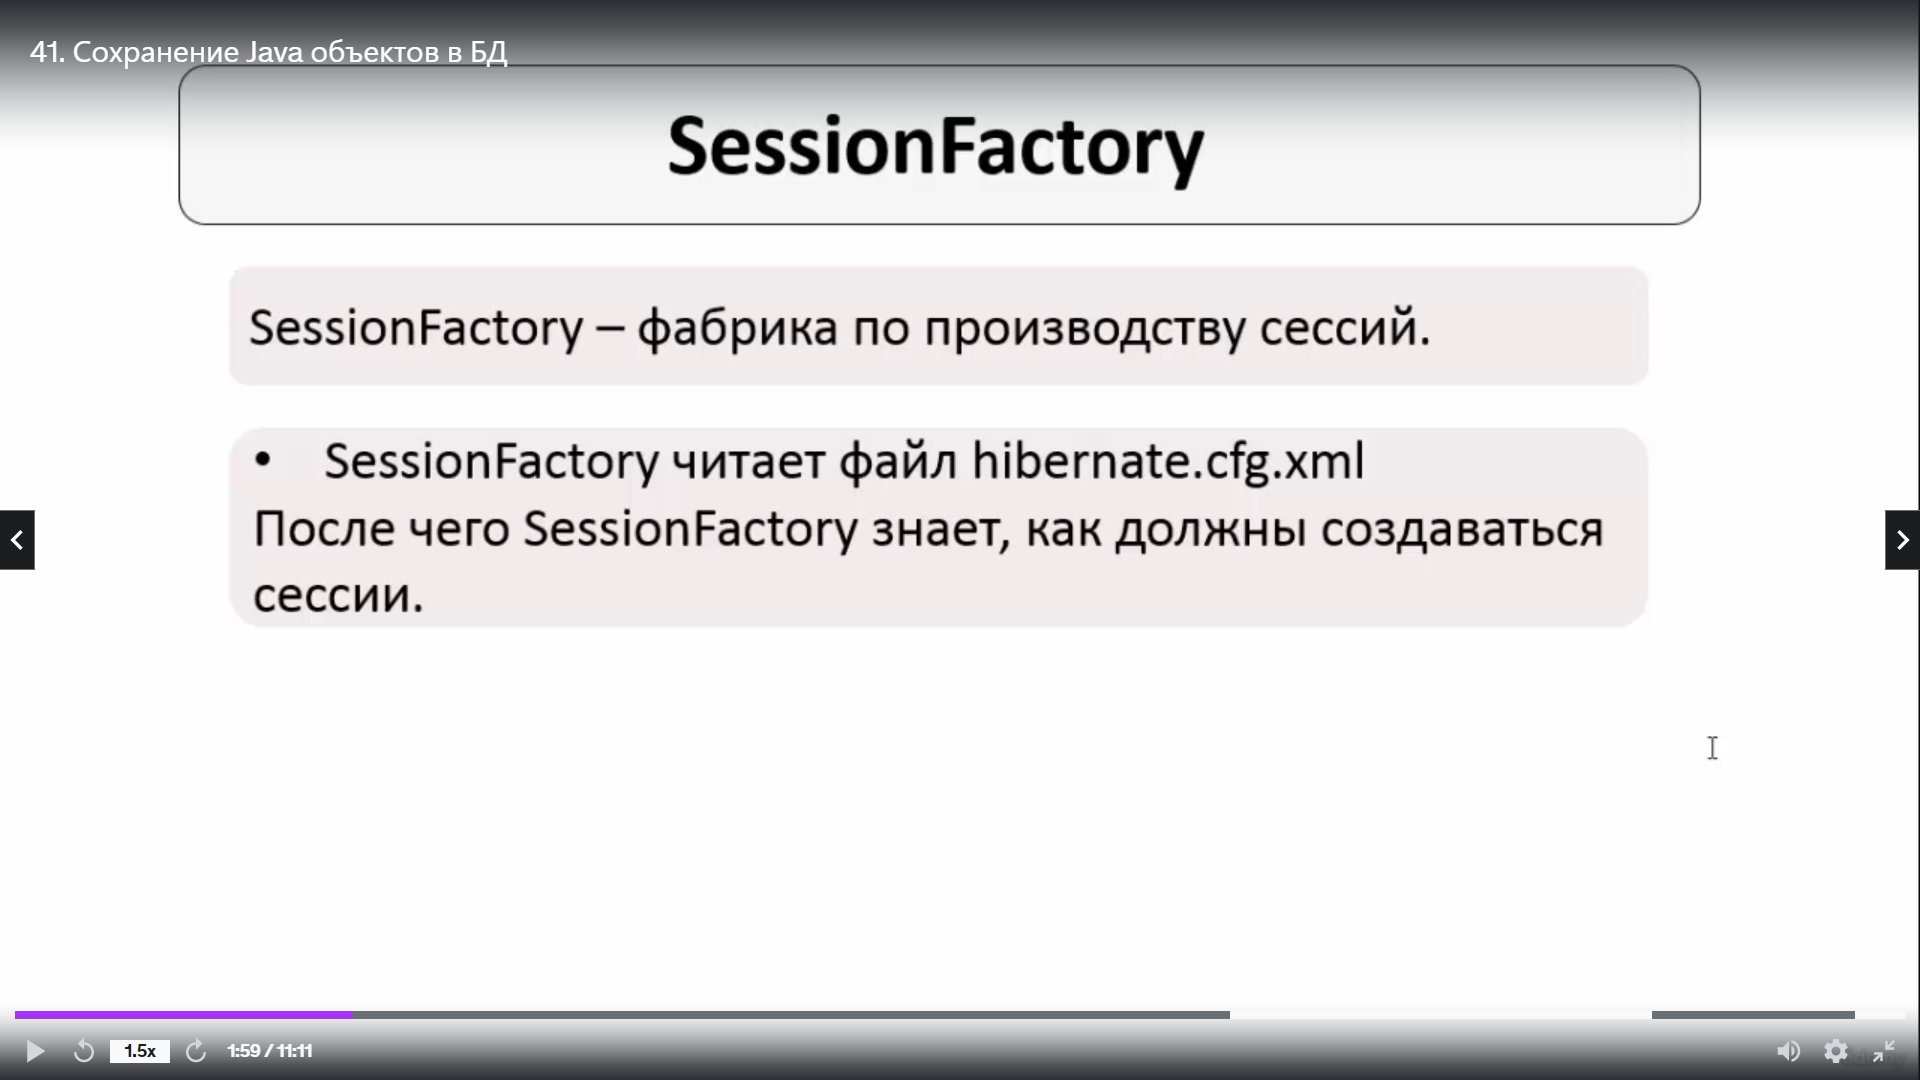 41. Сохранение Java объектов в БД
SessionFactory
SessionFactory – фабрика по производству сессий.
• SessionFactory читает файл hibernate.cfg.xml
После чего SessionFactory знает, как должны создаваться
сессии.
1.5x 1:59 / 11:11